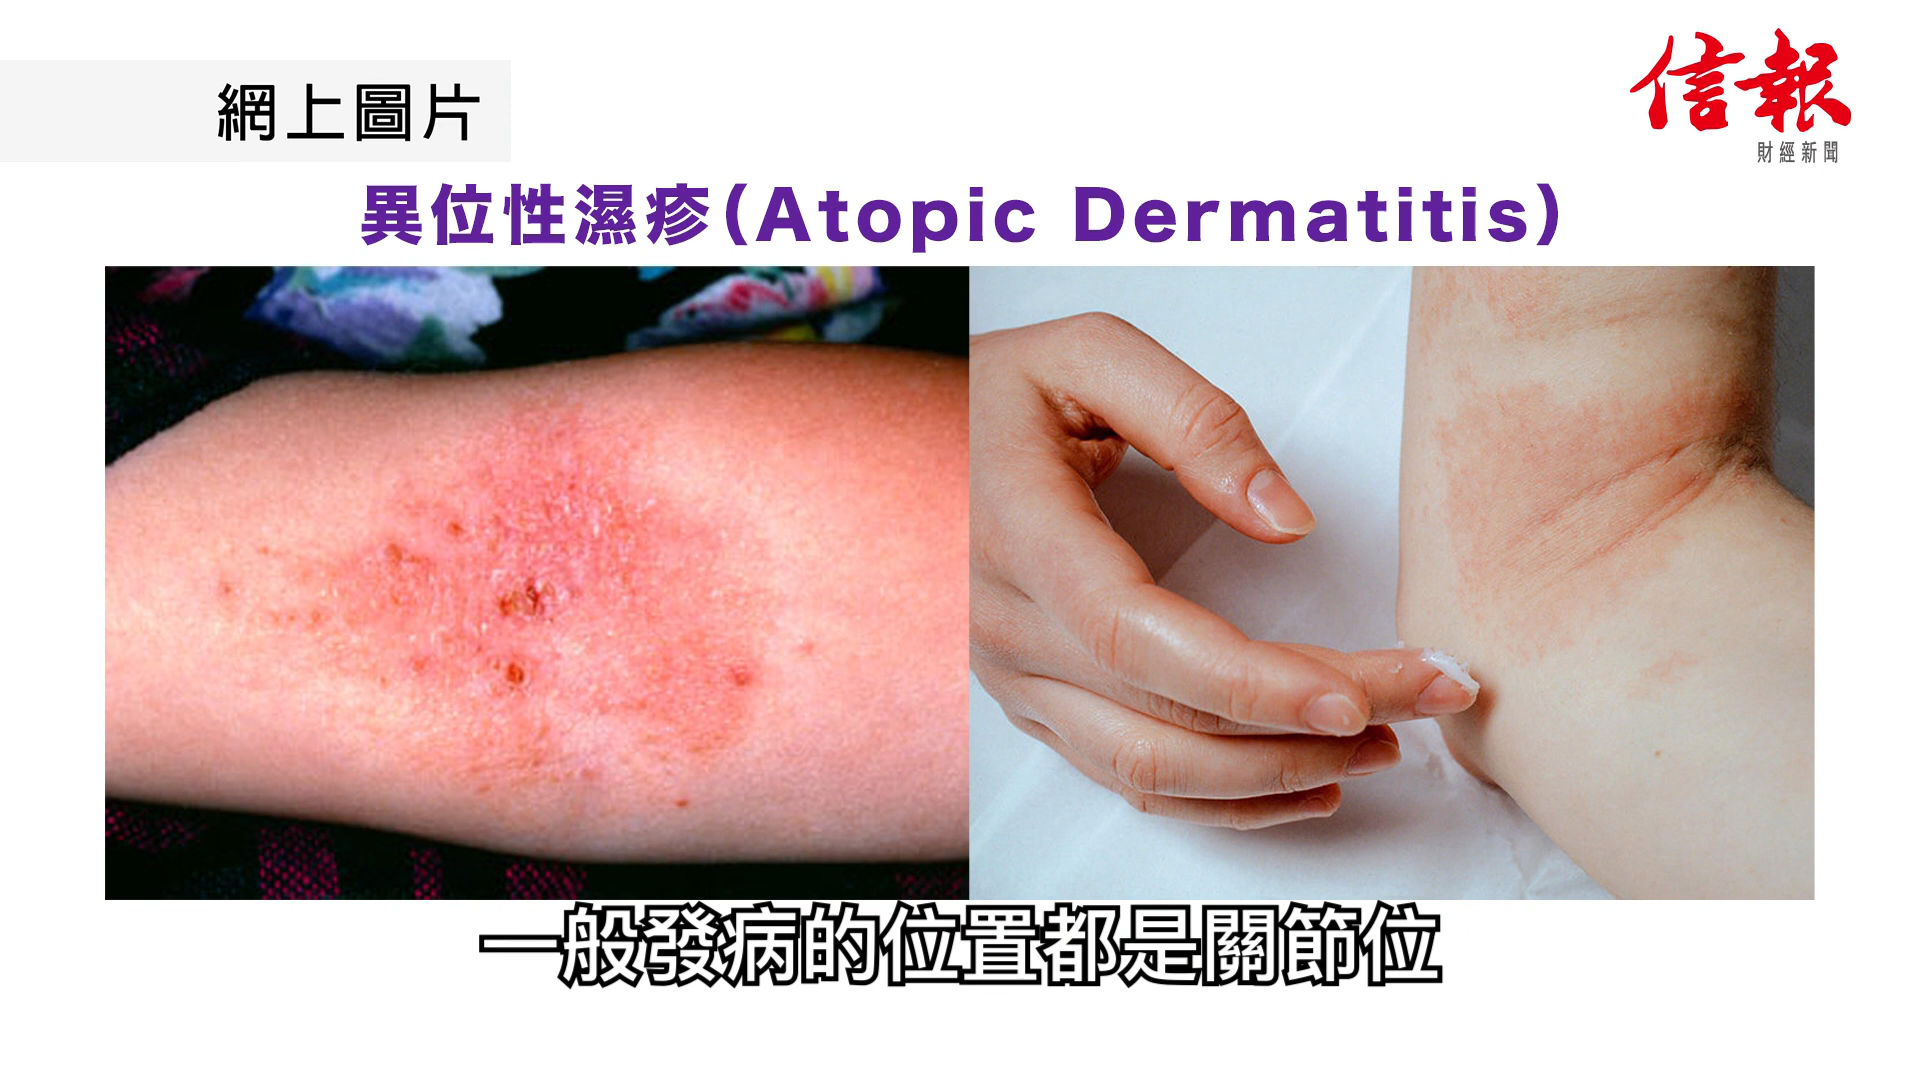 網上圖片
信報
財經新聞
異位性濕疹(Atopic Dermatitis)
一般發病的位置都是關節位